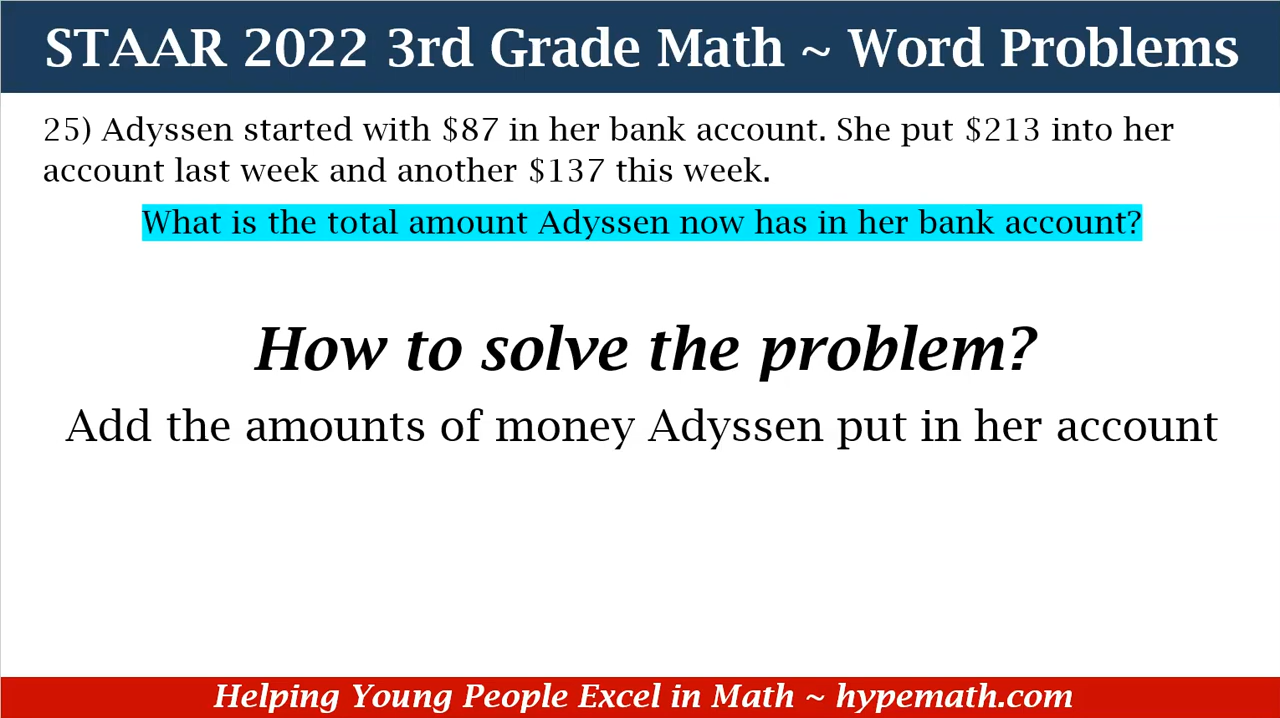 STAAR 2022 3rd Grade Math ~ Word Problems
25) Adyssen started with $87 in her bank account. She put $213 into her
account last week and another $137 this week.
What is the total amount Adyssen now has in her bank account?
How to solve the problem?
Add the amounts of money Adyssen put in her account
Helping Young People Excel in Math ~ hypemath.com